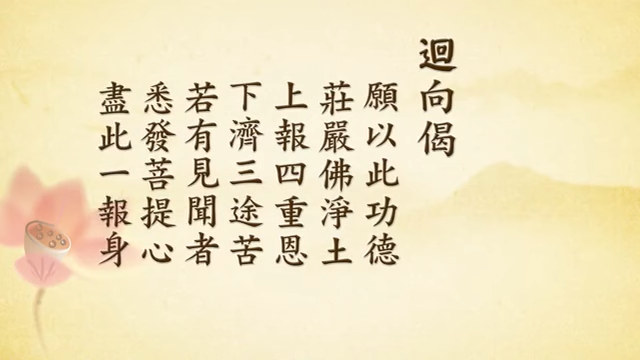 迴向偈
願以此功德
莊嚴佛淨土
上報四重恩
下濟三途苦
若有見聞者
悉發菩提心
盡此一報身